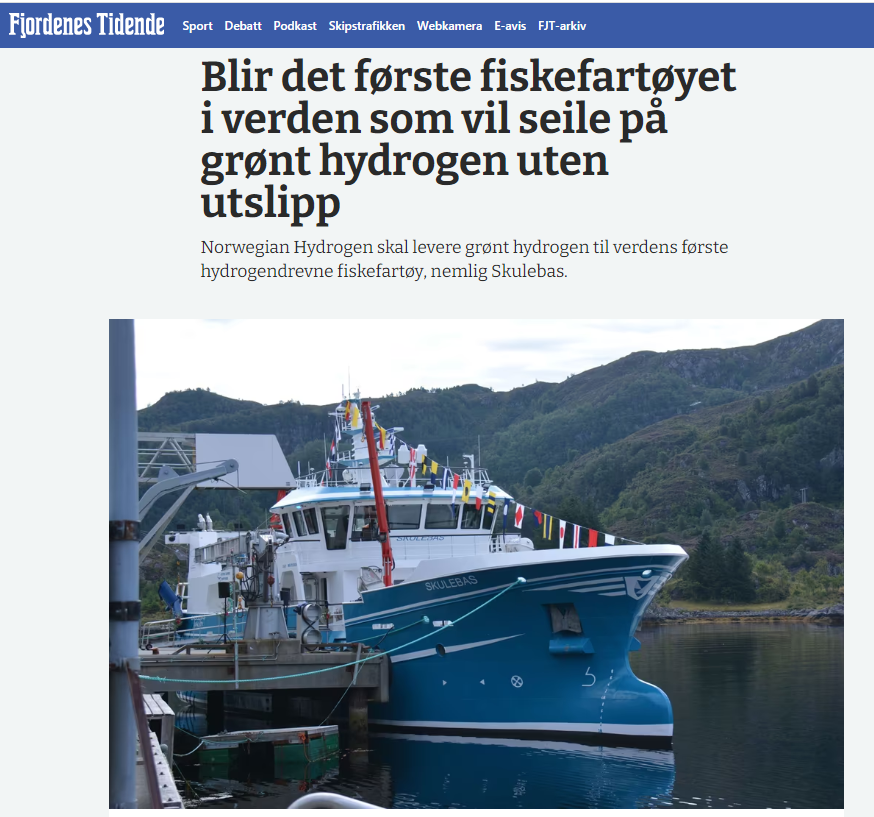 Fjordenes Tidende Sport Debatt Podkast Skipstrafikken Webkamera E-avis FJT-arkiv
Blir det første fiskefartøyet
i verden som vil seile på
grønt hydrogen uten
utslipp
Norwegian Hydrogen skal levere grønt hydrogen til verdens første
hydrogendrevne fiskefartøy, nemlig Skulebas.
SKULEBAS
SKULEBAS